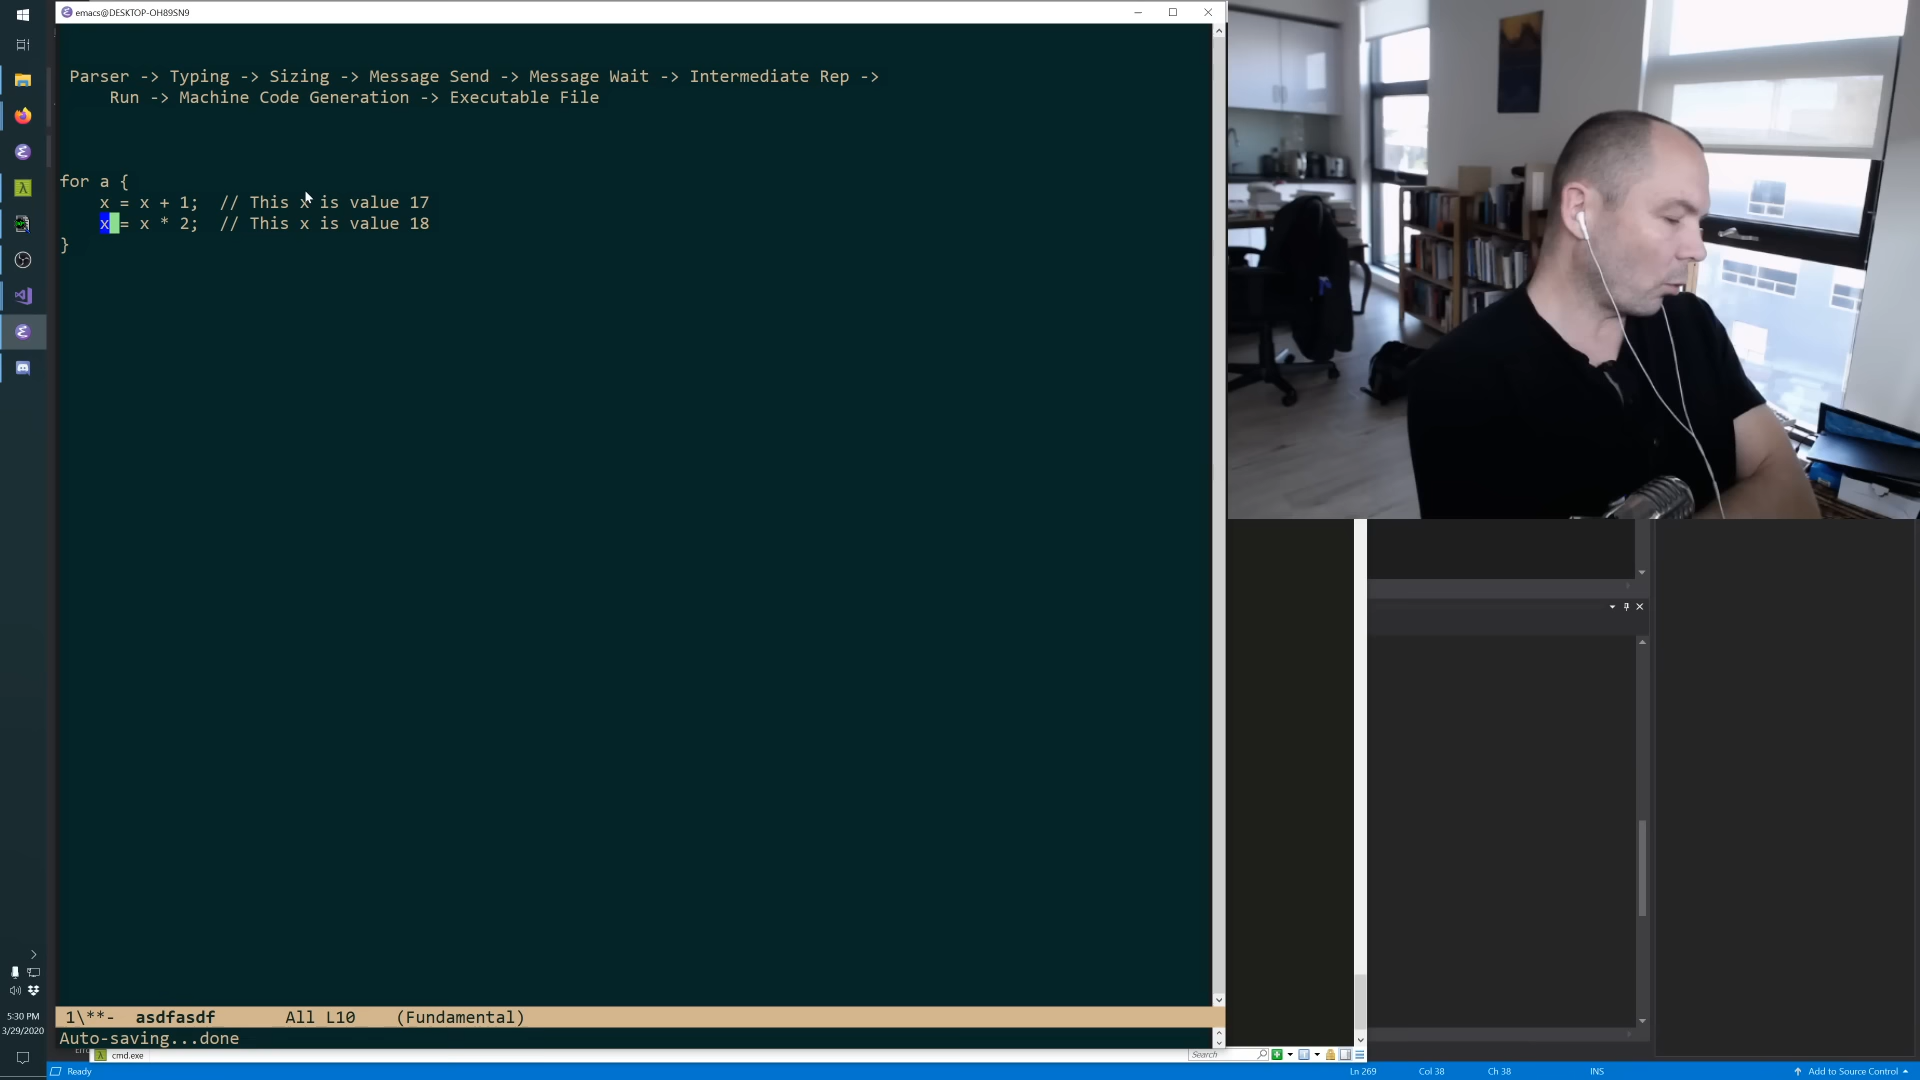 emacs@DESKTOP-OH89SN9
Parser -> Typing -> Sizing -> Message Send -> Message Wait -> Intermediate Rep ->
Run -> Machine Code Generation -> Executable File
for a {
x = x + 1;  // This x is value 17
x = x * 2;  // This x is value 18
}
1\**-  asdfasdf  All L10  (Fundamental)
Auto-saving...done
cmd.exe
Search
Ready
Ln 269
Col 38
Ch 38
INS
Add to Source Control
5:30 PM
3/29/2020